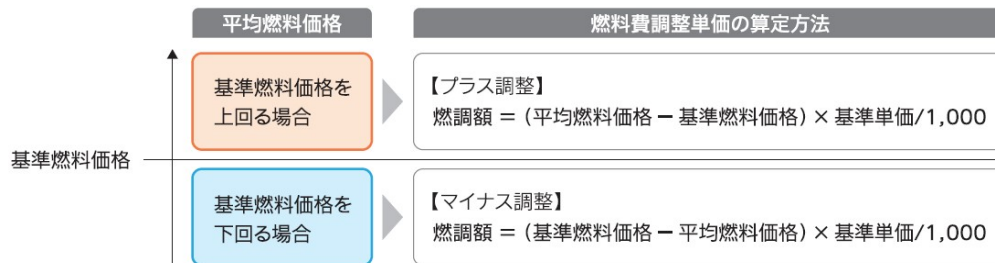 平均燃料価格
燃料費調整単価の算定方法
基準燃料価格を
上回る場合
【プラス調整】
燃調額 = (平均燃料価格 − 基準燃料価格) × 基準単価/1,000
基準燃料価格
基準燃料価格を
下回る場合
【マイナス調整】
燃調額 = (基準燃料価格 − 平均燃料価格) × 基準単価/1,000